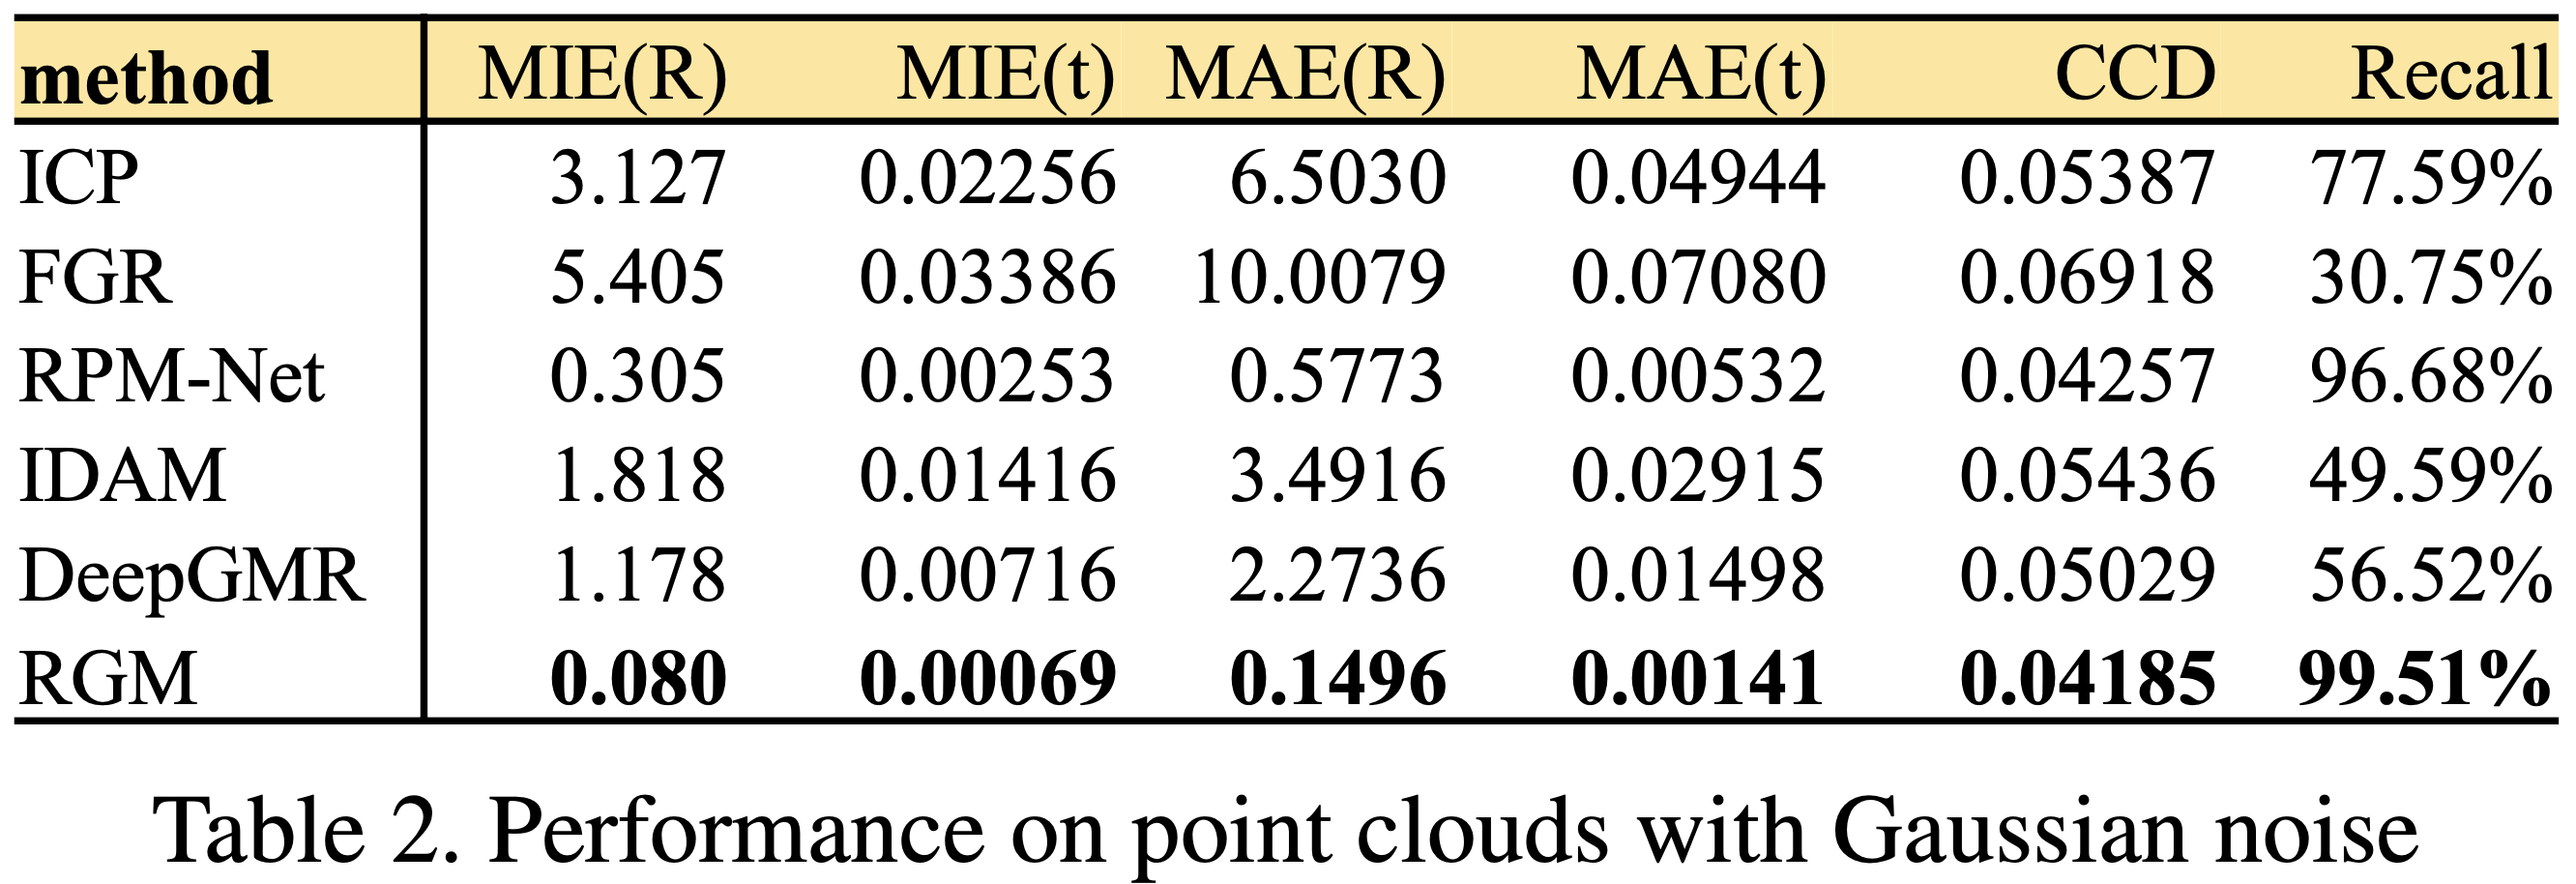 method MIE(R) MIE(t) MAE(R) MAE(t) CCD Recall
ICP 3.127 0.02256 6.5030 0.04944 0.05387 77.59%
FGR 5.405 0.03386 10.0079 0.07080 0.06918 30.75%
RPM-Net 0.305 0.00253 0.5773 0.00532 0.04257 96.68%
IDAM 1.818 0.01416 3.4916 0.02915 0.05436 49.59%
DeepGMR 1.178 0.00716 2.2736 0.01498 0.05029 56.52%
RGM 0.080 0.00069 0.1496 0.00141 0.04185 99.51%
Table 2. Performance on point clouds with Gaussian noise